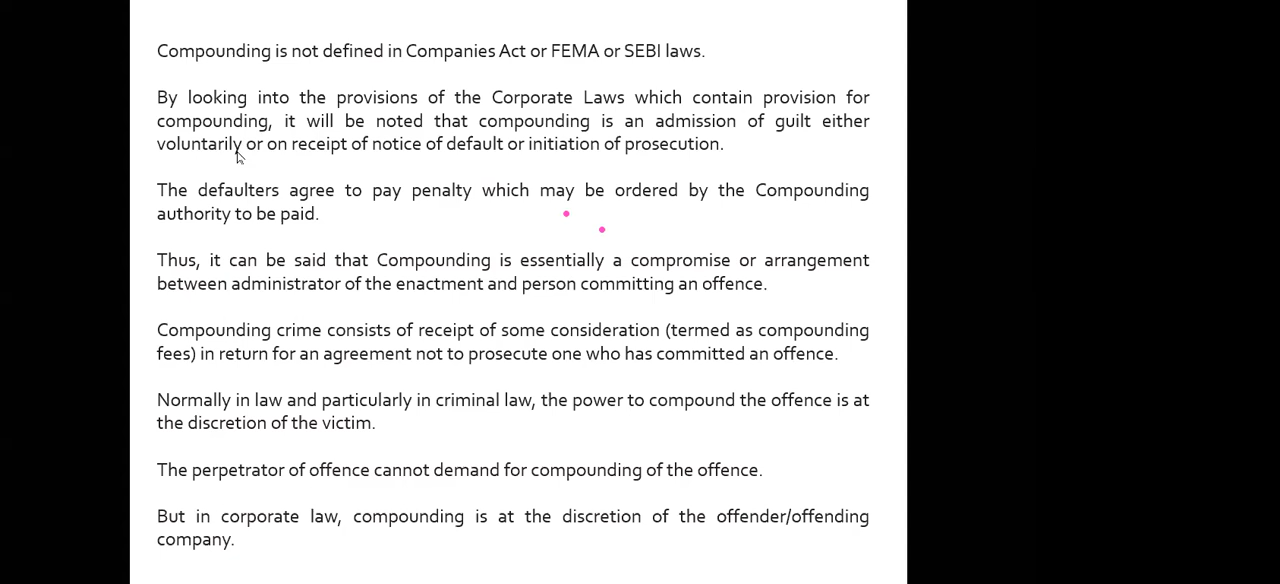 Compounding is not defined in Companies Act or FEMA or SEBI laws.
By looking into the provisions of the Corporate Laws which contain provision for
compounding, it will be noted that compounding is an admission of guilt either
voluntarily or on receipt of notice of default or initiation of prosecution.
The defaulters agree to pay penalty which may be ordered by the Compounding
authority to be paid.
Thus, it can be said that Compounding is essentially a compromise or arrangement
between administrator of the enactment and person committing an offence.
Compounding crime consists of receipt of some consideration (termed as compounding
fees) in return for an agreement not to prosecute one who has committed an offence.
Normally in law and particularly in criminal law, the power to compound the offence is at
the discretion of the victim.
The perpetrator of offence cannot demand for compounding of the offence.
But in corporate law, compounding is at the discretion of the offender/offending
company.